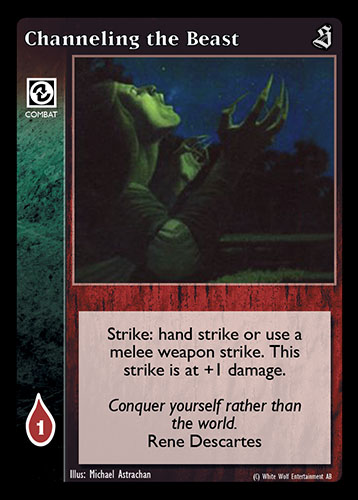 Channeling the Beast
COMBAT
Strike: hand strike or use a
melee weapon strike. This
strike is at +1 damage.
Conquer yourself rather than
the world.
Rene Descartes
1
Illus: Michael Astrachan
(C) White Wolf Entertainment AB